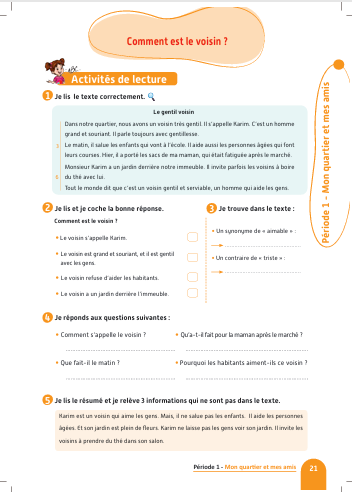 Comment est le voisin ?
Activités de lecture
1 Je lis le texte correctement.
Le gentil voisin
Dans notre quartier, nous avons un voisin très gentil. Il s'appelle Karim. C'est un homme
grand et souriant. Il parle toujours avec gentillesse.
Le matin, il salue les enfants qui vont à l'école. Il aide aussi les personnes âgées qui font
leurs courses. Hier, il a porté les sacs de ma maman, qui était fatiguée après le marché.
Monsieur Karim a un jardin derrière notre immeuble. Il invite parfois les voisins à boire
du thé avec lui.
Tout le monde dit que c'est un voisin gentil et serviable, un homme qui aide les gens.
2 Je lis et je coche la bonne réponse.
Comment est le voisin ?
• Le voisin s'appelle Karim.
• Le voisin est grand et souriant, et il est gentil
avec les gens.
• Le voisin refuse d'aider les habitants.
• Le voisin a un jardin derrière l'immeuble.
3 Je trouve dans le texte :
• Un synonyme de « aimable » :
• Un contraire de « triste » :
4 Je réponds aux questions suivantes :
• Comment s'appelle le voisin ?
• Qu'a-t-il fait pour la maman après le marché ?
• Que fait-il le matin ?
• Pourquoi les habitants aiment-ils ce voisin ?
5 Je lis le résumé et je relève 3 informations qui ne sont pas dans le texte.
Karim est un voisin qui aime les gens. Mais, il ne salue pas les enfants. Il aide les personnes
âgées. Et son jardin est plein de fleurs. Karim ne laisse pas les gens voir son jardin. Il invite les
voisins à prendre du thé dans son salon.
Période 1 - Mon quartier et mes amis
Période 1 - Mon quartier et mes amis
21